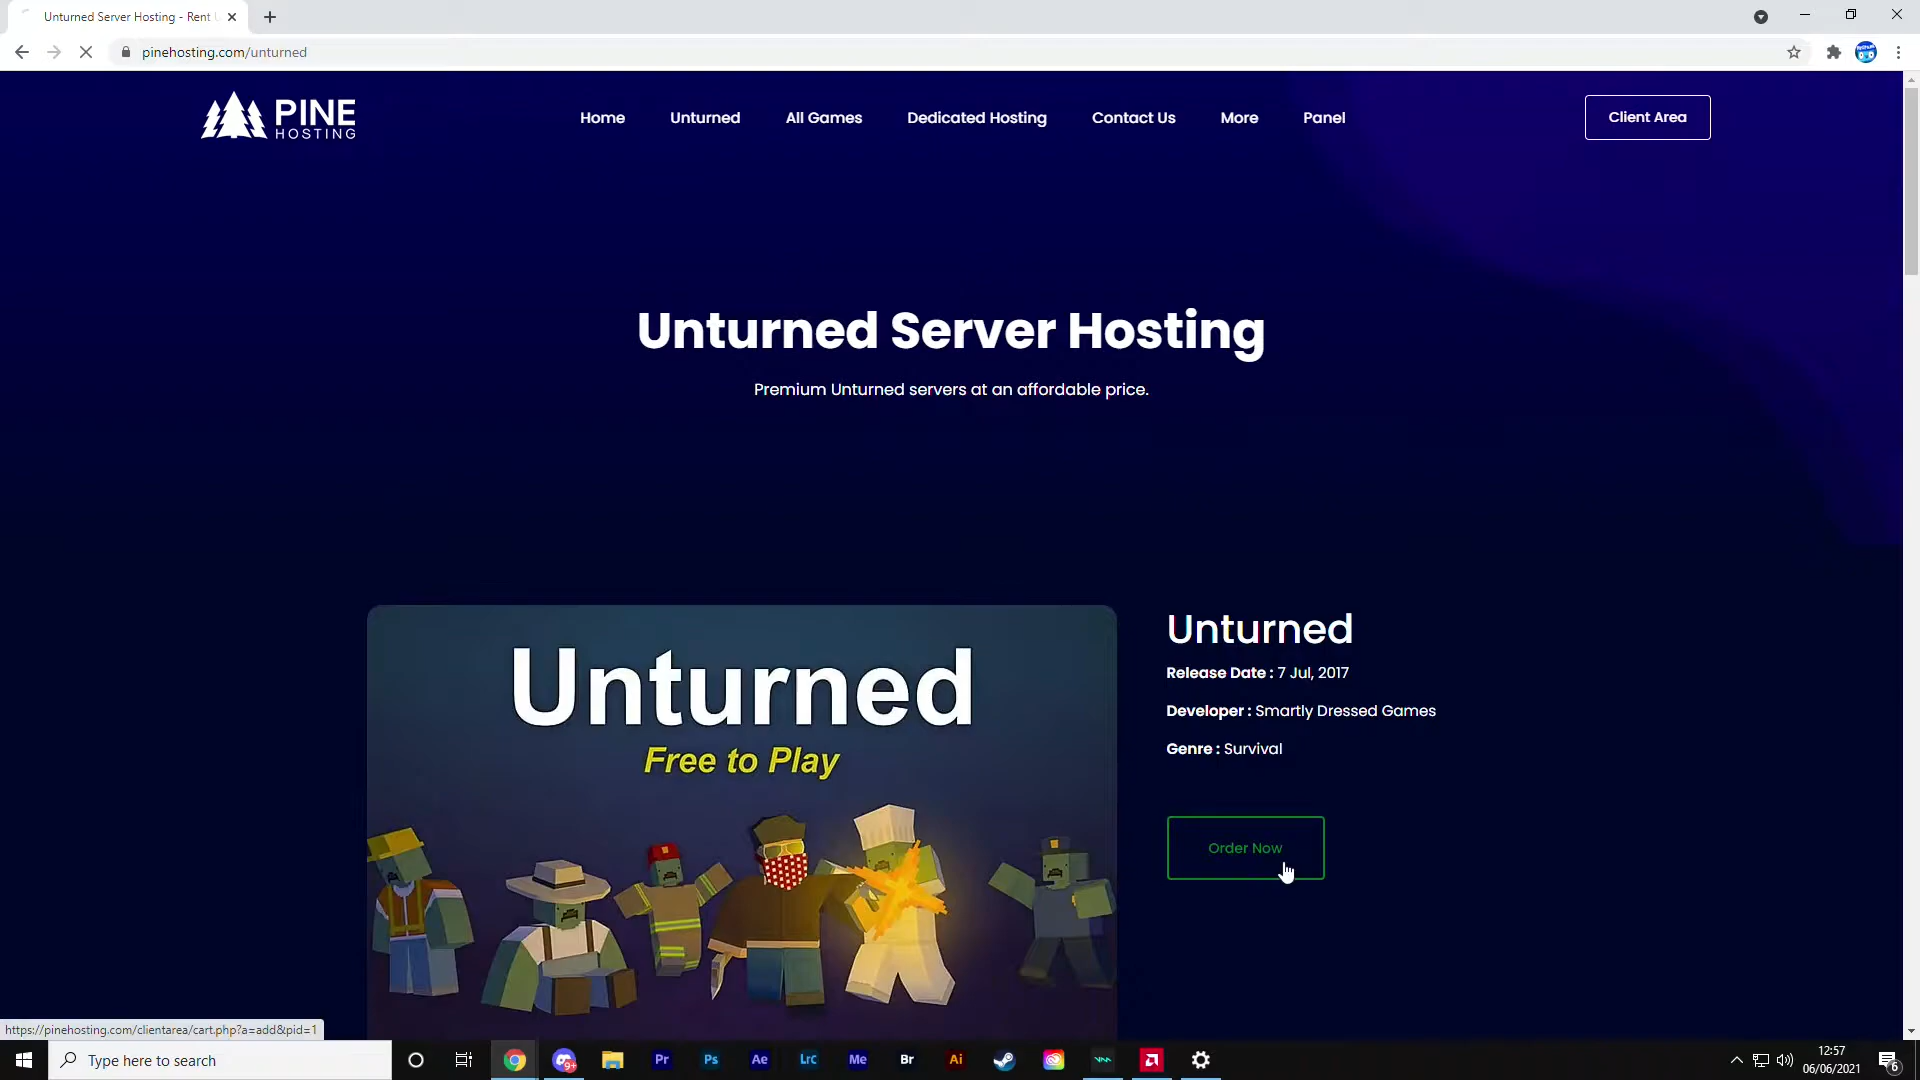 Unturned Server Hosting - Rent U
pinehosting.com/unturned
PINE
HOSTING
Home
Unturned
All Games
Dedicated Hosting
Contact Us
More
Panel
Client Area
Unturned Server Hosting
Premium Unturned servers at an affordable price.
Unturned
Free to Play
Unturned
Release Date : 7 Jul, 2017
Developer : Smartly Dressed Games
Genre : Survival
Order Now
https://pinehosting.com/clientarea/cart.php?a=add&pid=1
Type here to search
9+
Pr
Ps
Ae
Lrc
Me
Br
Ai
12:57
06/06/2021
6